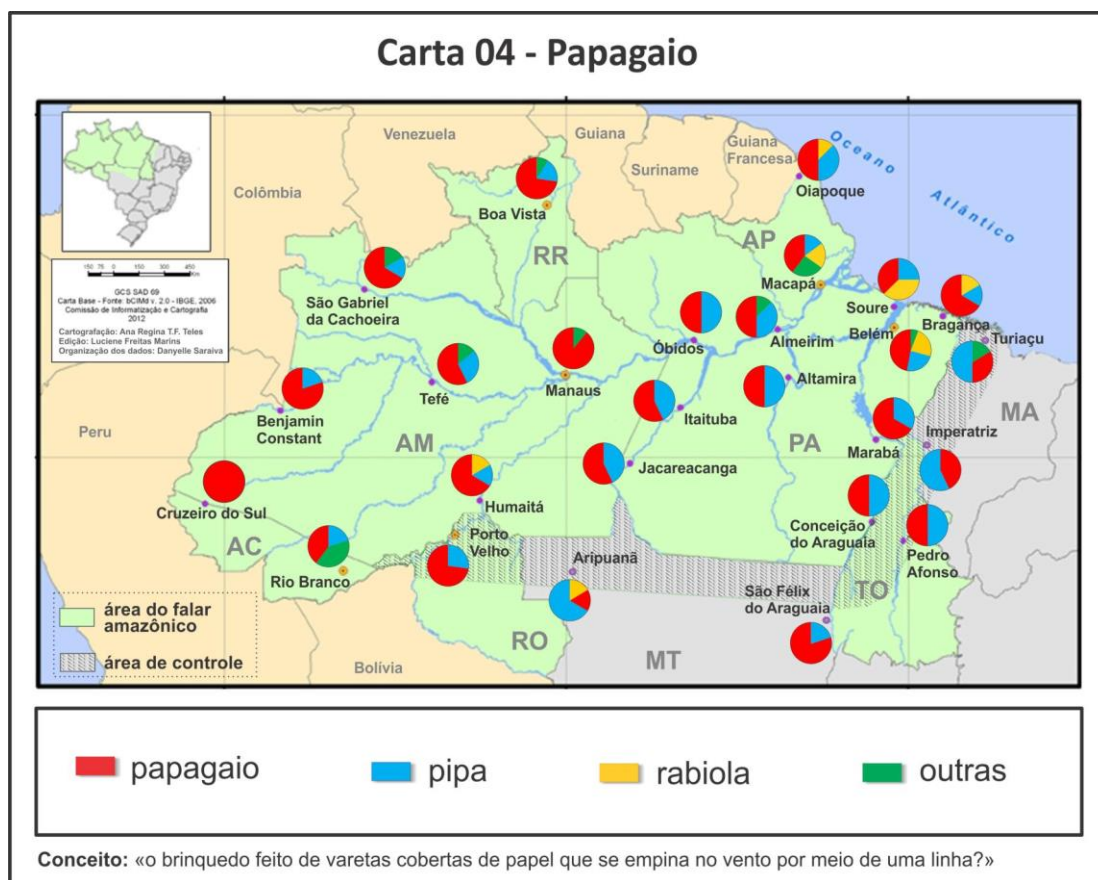 Carta 04 - Papagaio
Venezuela
Guiana
Suriname
Guiana
Francesa
Oceano
Atlântico
Colômbia
Boa Vista
Oiapoque
RR
AP
Macapá
150 75 0 150 300 450
GCS SAD 69
Carta Base - Fonte: bCIMd v. 2.0 - IBGE, 2006
Comissão de Informatização e Cartografia
2012
Cartografação: Ana Regina T.F. Teles
Edição: Luciene Freitas Marins
Organização dos dados: Danyelle Saraiva
São Gabriel
da Cachoeira
Soure
Belém
Bragança
Turiaçu
Óbidos
Almeirim
Manaus
Tefé
Altamira
Itaituba
Benjamin
Constant
Peru
AM
PA
MA
Marabá
Imperatriz
Jacareacanga
Humaitá
Cruzeiro do Sul
AC
Porto
Velho
Conceição
do Araguaia
Pedro
Afonso
Rio Branco
Aripuanã
São Félix
do Araguaia
TO
RO
MT
Bolívia
área do falar
amazônico
área de controle
papagaio
pipa
rabiola
outras
Conceito: «o brinquedo feito de varetas cobertas de papel que se empina no vento por meio de uma linha?»